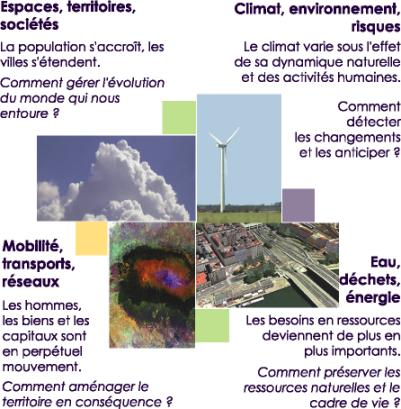 Espaces, territoires,
sociétés
La population s'accroît, les
villes s'étendent.
Comment gérer l'évolution
du monde qui nous
entoure ?
Climat, environnement,
risques
Le climat varie sous l'effet
de sa dynamique naturelle
et des activités humaines.
Comment
détecter
les changements
et les anticiper ?
Mobilité,
transports,
réseaux
Les hommes,
les biens et les
capitaux sont
en perpétuel
mouvement.
Comment aménager le
territoire en conséquence ?
Eau,
déchets,
énergie
Les besoins en ressources
deviennent de plus en
plus importants.
Comment préserver les
ressources naturelles et le
cadre de vie ?